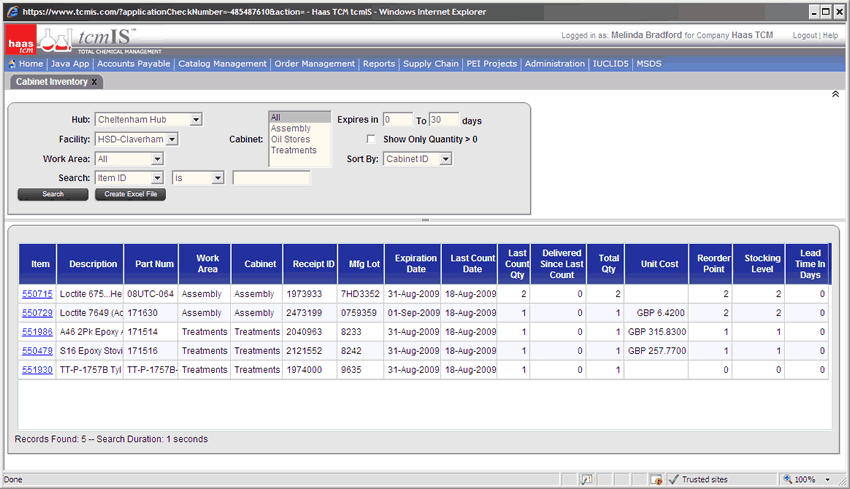 https://www.tcmis.com/?applicationCheckNumber=-485487610&action= - Haas TCM tcmIS - Windows Internet Explorer
haas tcm
tcmIS™
TOTAL CHEMICAL MANAGEMENT
Logged in as: Melinda Bradford for Company Haas TCM Logout | Help
Home | Java App | Accounts Payable | Catalog Management | Order Management | Reports | Supply Chain | PEI Projects | Administration | IUCLID5 | MSDS
Cabinet Inventory X
Hub: Cheltenham Hub
Facility: HSD-Claverham
Work Area: All
Search: Item ID is
Search Create Excel File
Cabinet:
All
Assembly
Oil Stores
Treatments
Expires in 0 To 30 days
Show Only Quantity > 0
Sort By: Cabinet ID
Item Description Part Num Work Area Cabinet Receipt ID Mfg Lot Expiration Date Last Count Date Last Count Qty Delivered Since Last Count Total Qty Unit Cost Reorder Point Stocking Level Lead Time In Days
550715 Loctite 675...He 08UTC-064 Assembly Assembly 1973933 7HD3352 31-Aug-2009 18-Aug-2009 2 0 2 2 2 0
550729 Loctite 7649 (Ac 171630 Assembly Assembly 2473199 0759359 01-Sep-2009 18-Aug-2009 1 0 1 GBP 6.4200 2 2 0
551986 A46 2Pk Epoxy A 171514 Treatments Treatments 2040963 8233 31-Aug-2009 18-Aug-2009 1 0 1 GBP 315.8300 1 1 0
550479 S16 Epoxy Stovi 171516 Treatments Treatments 2121552 8242 31-Aug-2009 18-Aug-2009 1 0 1 GBP 257.7700 1 1 0
551930 TT-P-1757B Tyl TT-P-1757B- Treatments Treatments 1974000 9635 31-Aug-2009 18-Aug-2009 1 0 1 0 0 0
Records Found: 5 -- Search Duration: 1 seconds
Done Trusted sites 100%